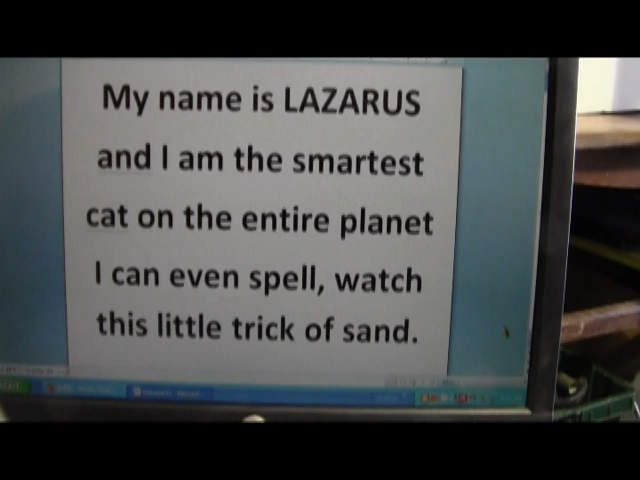 My name is LAZARUS
and I am the smartest
cat on the entire planet
I can even spell, watch
this little trick of sand.